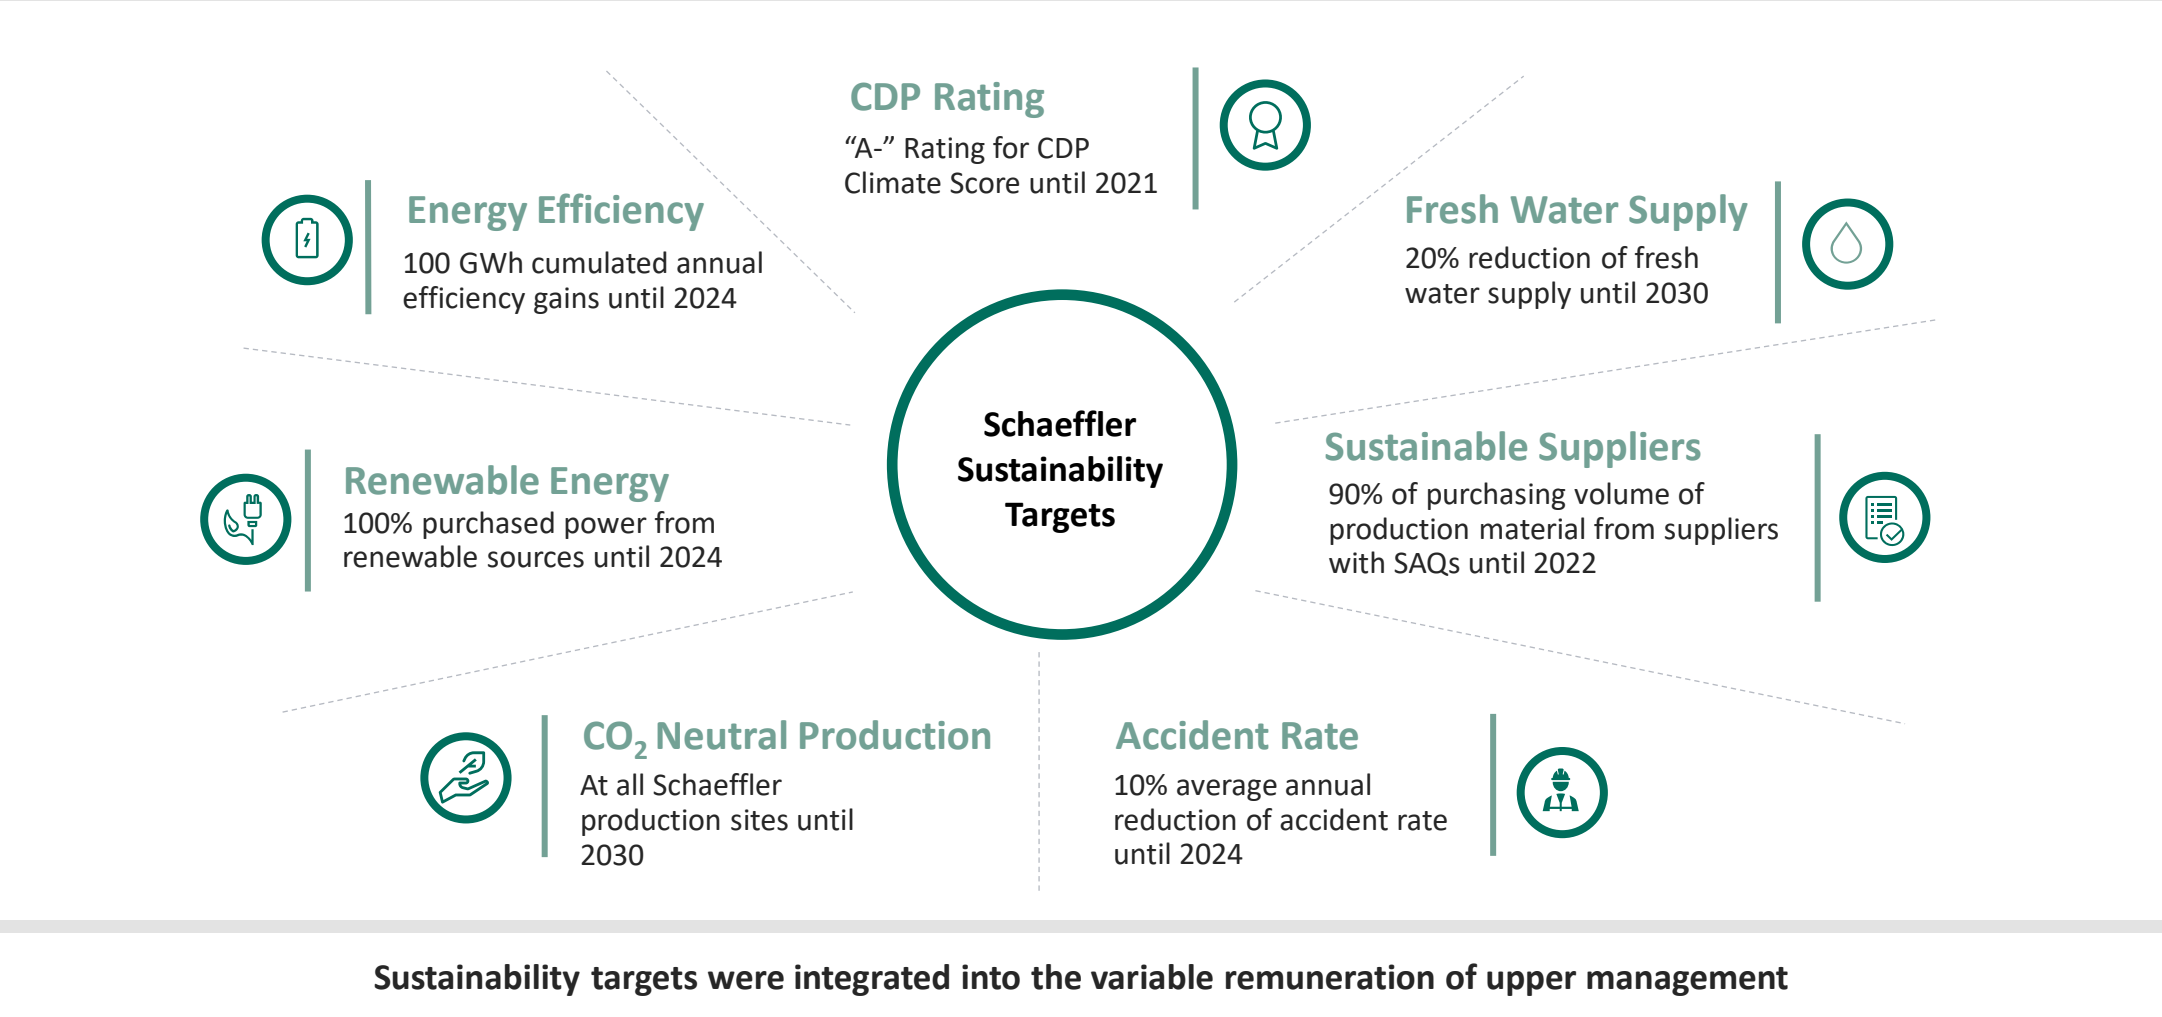 CDP Rating
“A-” Rating for CDP
Climate Score until 2021
Energy Efficiency
100 GWh cumulated annual
efficiency gains until 2024
Fresh Water Supply
20% reduction of fresh
water supply until 2030
Schaeffler
Sustainability
Targets
Renewable Energy
100% purchased power from
renewable sources until 2024
Sustainable Suppliers
90% of purchasing volume of
production material from suppliers
with SAQs until 2022
CO₂ Neutral Production
At all Schaeffler
production sites until
2030
Accident Rate
10% average annual
reduction of accident rate
until 2024
Sustainability targets were integrated into the variable remuneration of upper management